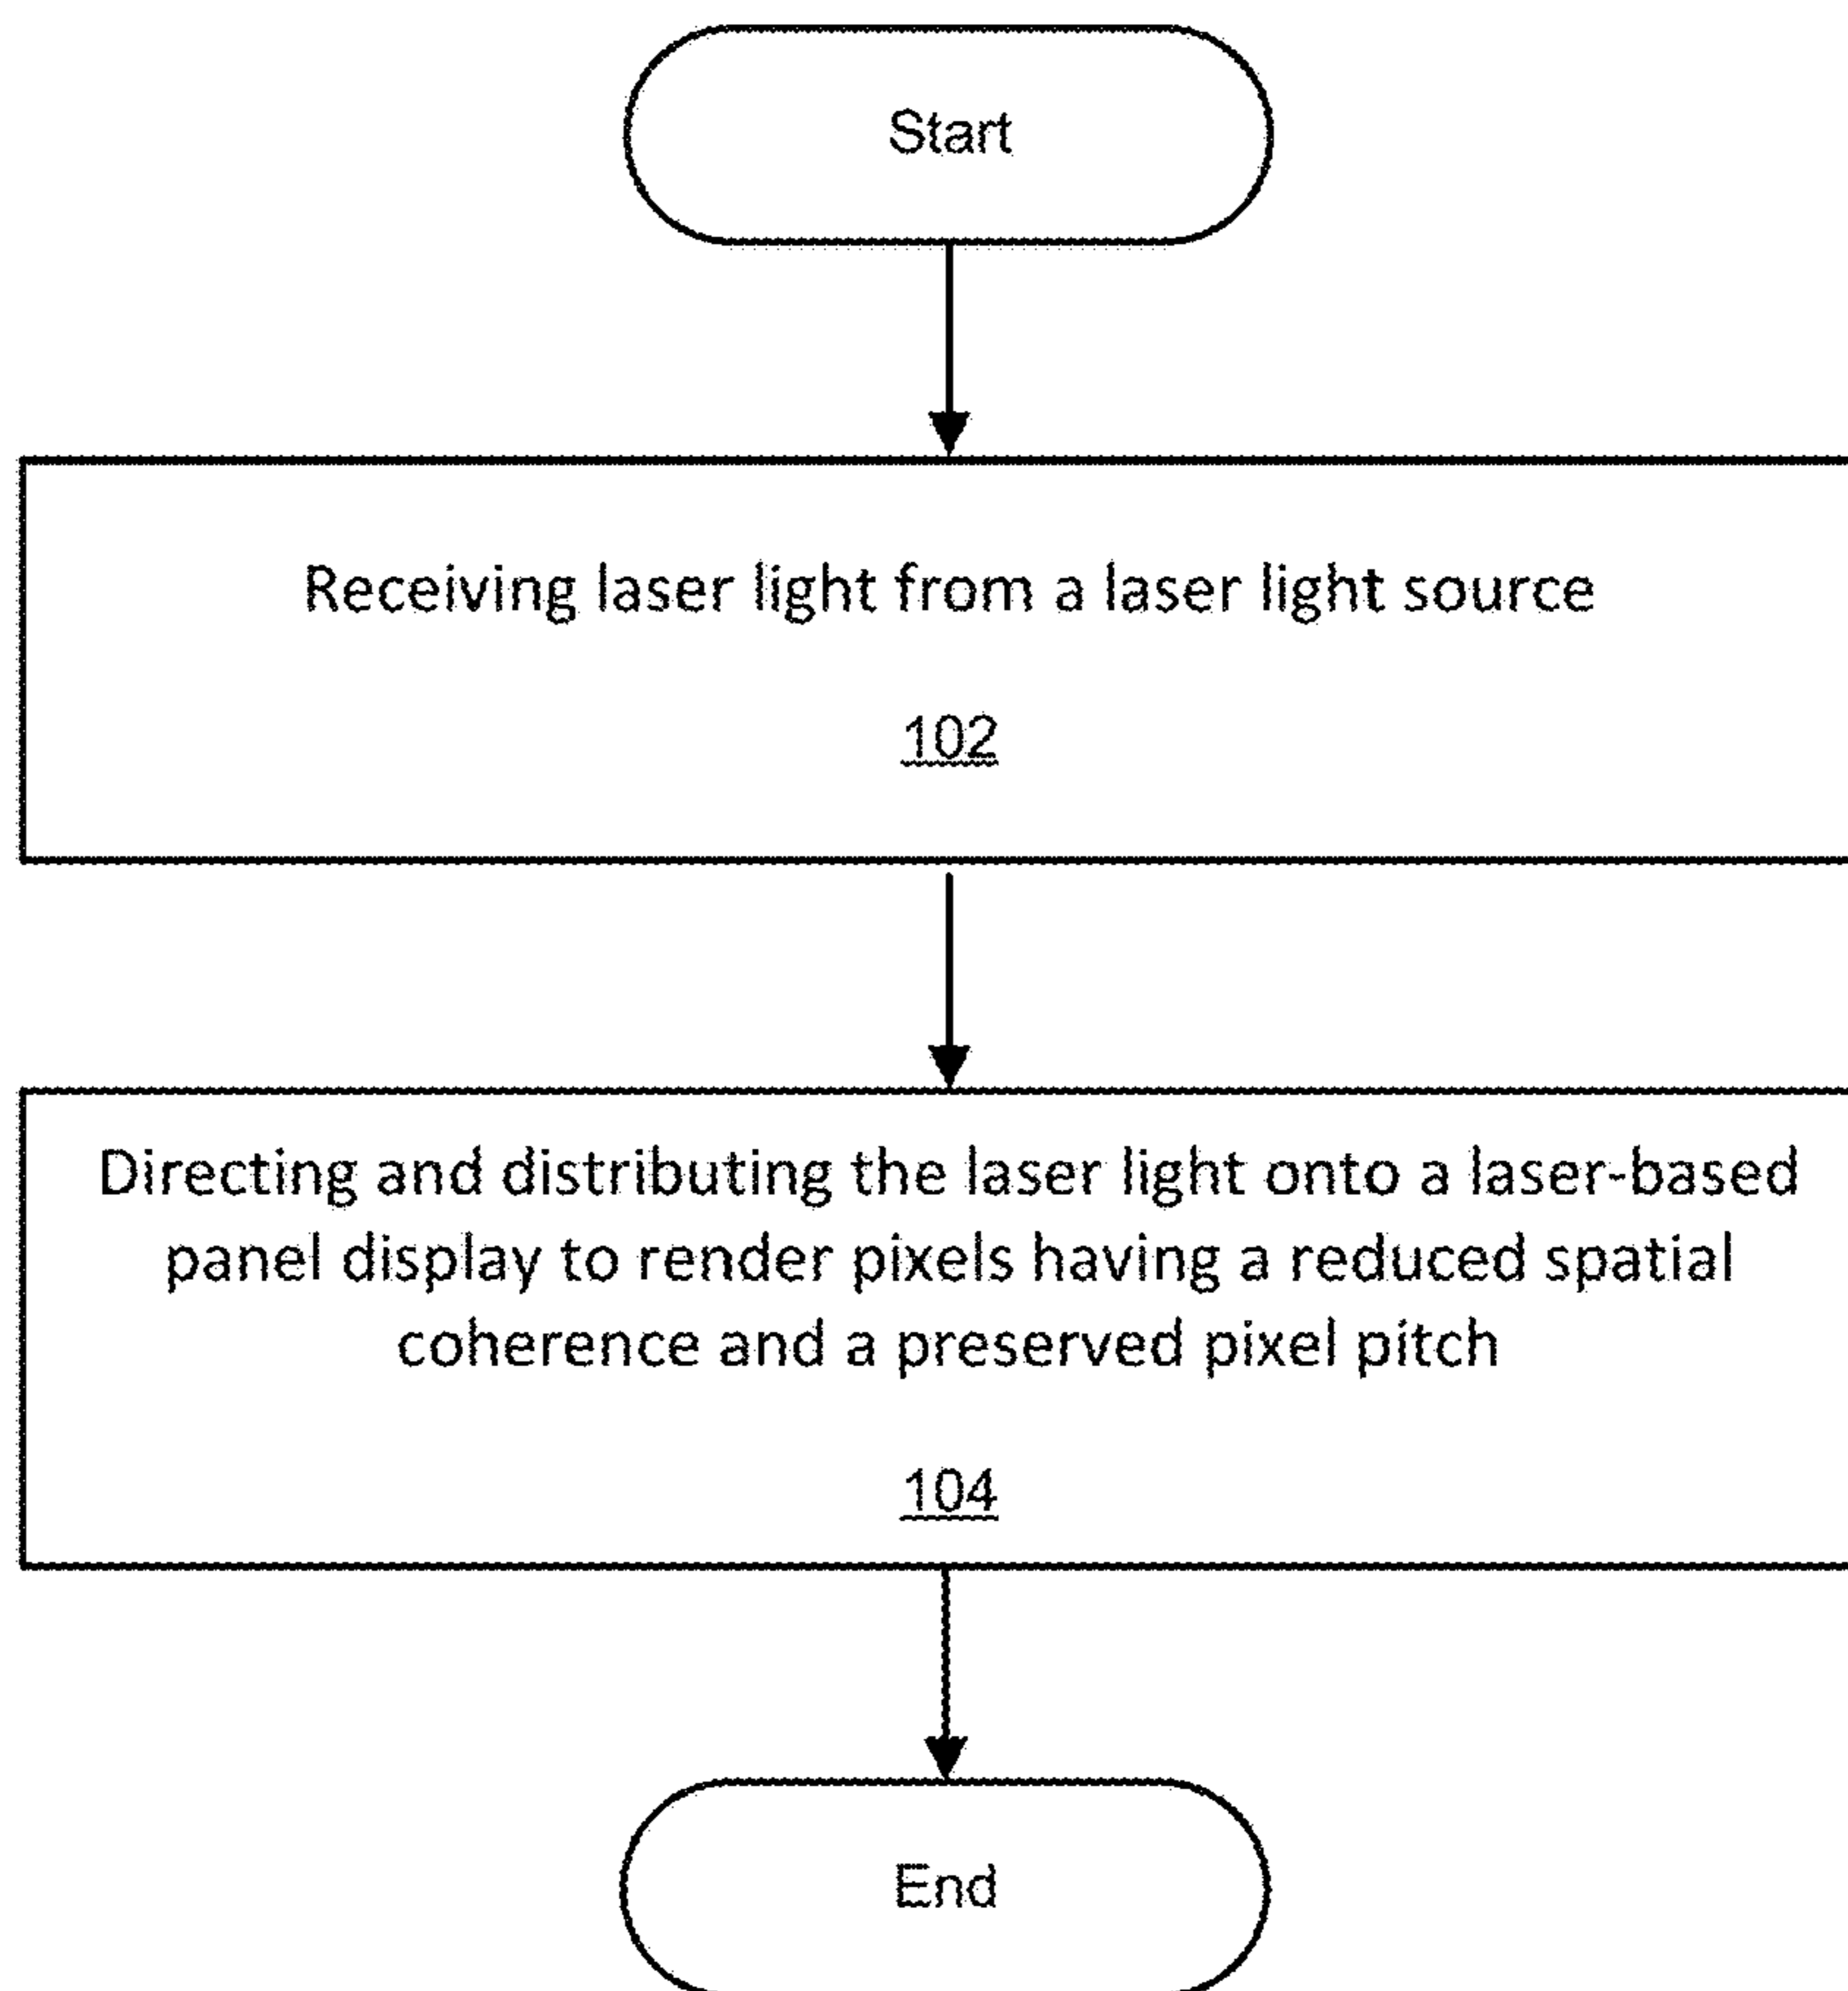 Start
Receiving laser light from a laser light source
102
Directing and distributing the laser light onto a laser-based
panel display to render pixels having a reduced spatial
coherence and a preserved pixel pitch
104
End